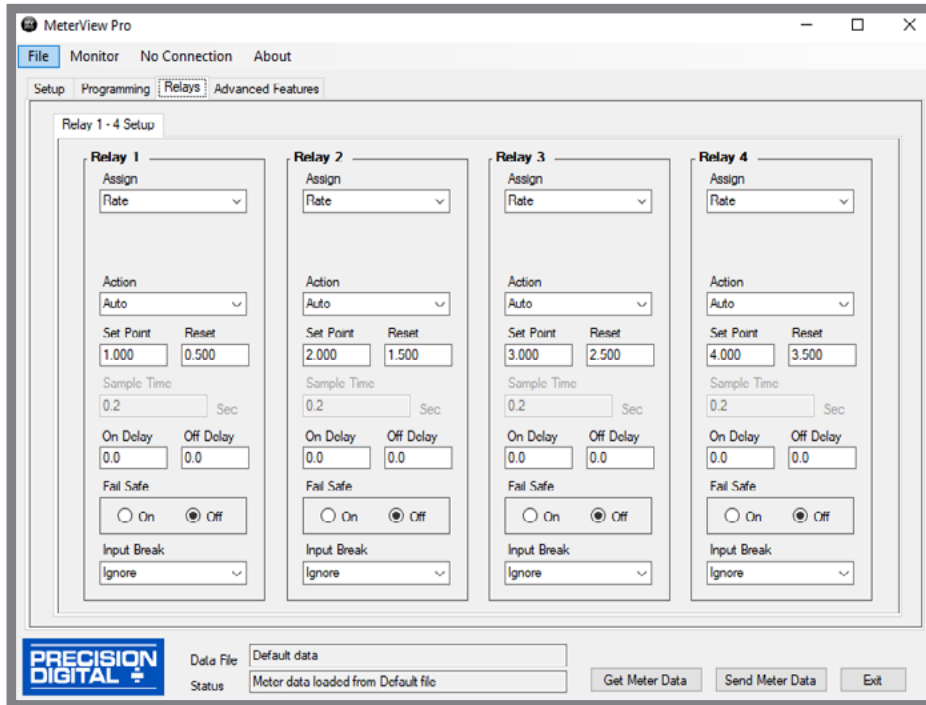 MeterView Pro
File Monitor No Connection About
Setup Programming Relays Advanced Features
Relay 1 - 4 Setup
Relay 1 Relay 2 Relay 3 Relay 4
Assign Assign Assign Assign
Rate Rate Rate Rate
Action Action Action Action
Auto Auto Auto Auto
Set Point Reset Set Point Reset Set Point Reset Set Point Reset
1.000 0.500 2.000 1.500 3.000 2.500 4.000 3.500
Sample Time Sample Time Sample Time Sample Time
0.2 Sec 0.2 Sec 0.2 Sec 0.2 Sec
On Delay Off Delay On Delay Off Delay On Delay Off Delay On Delay Off Delay
0.0 0.0 0.0 0.0 0.0 0.0 0.0 0.0
Fail Safe Fail Safe Fail Safe Fail Safe
On Off On Off On Off On Off
Input Break Input Break Input Break Input Break
Ignore Ignore Ignore Ignore
PRECISION
DIGITAL
Data File Default data
Status Meter data loaded from Default file
Get Meter Data Send Meter Data Exit